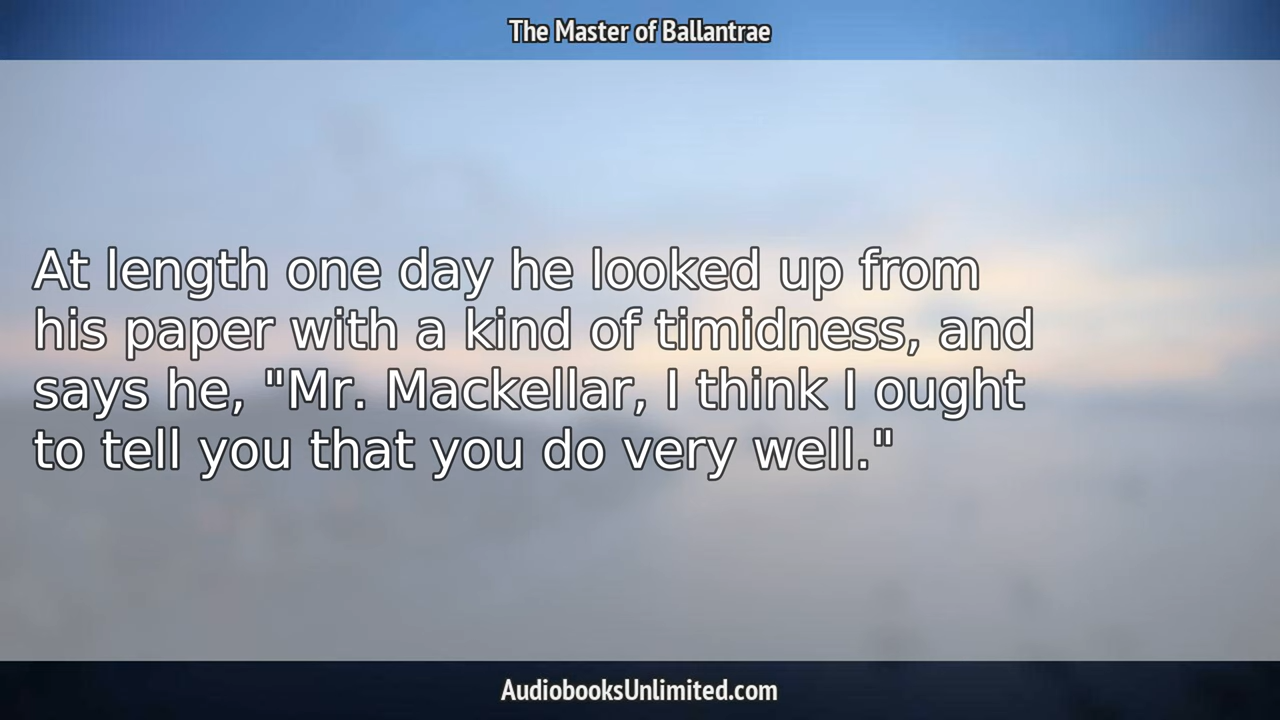 The Master of Ballantrae
At length one day he looked up from
his paper with a kind of timidness, and
says he, "Mr. Mackellar, I think I ought
to tell you that you do very well."
AudiobooksUnlimited.com